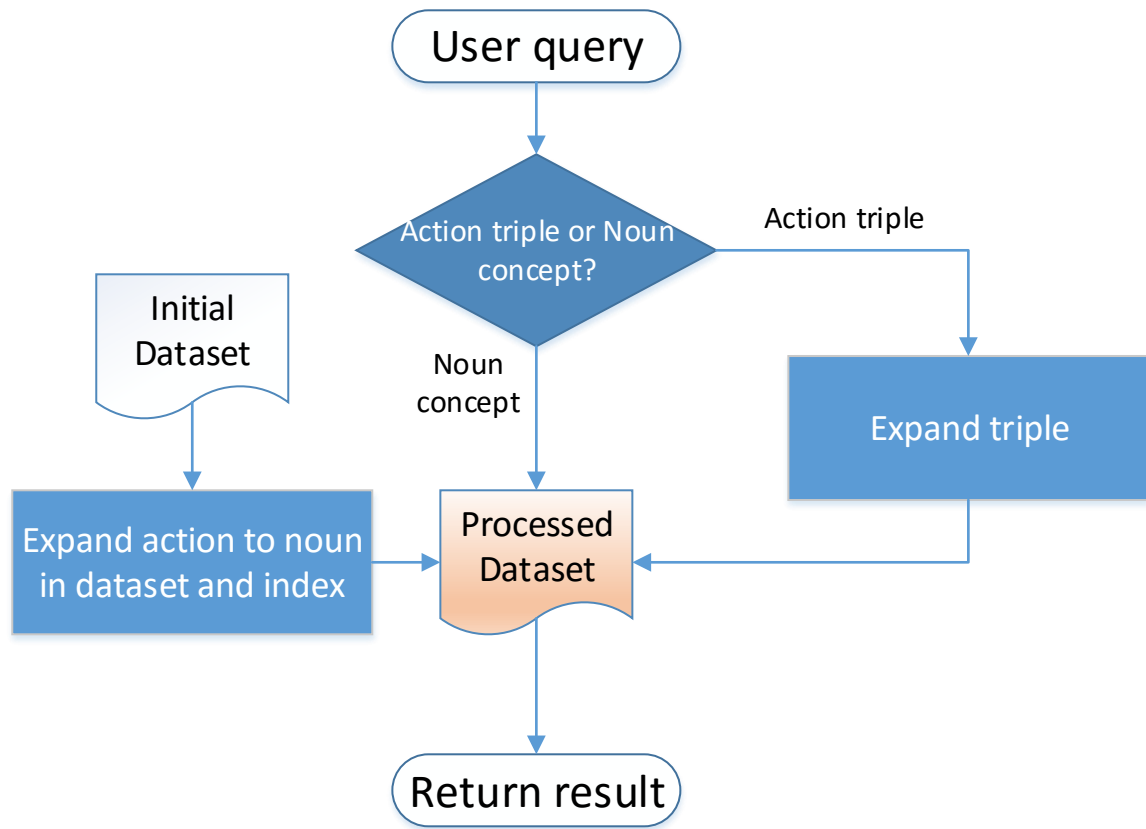 User query
Action triple or Noun
concept?
Action triple
Initial
Dataset
Noun
concept
Expand triple
Expand action to noun
in dataset and index
Processed
Dataset
Return result